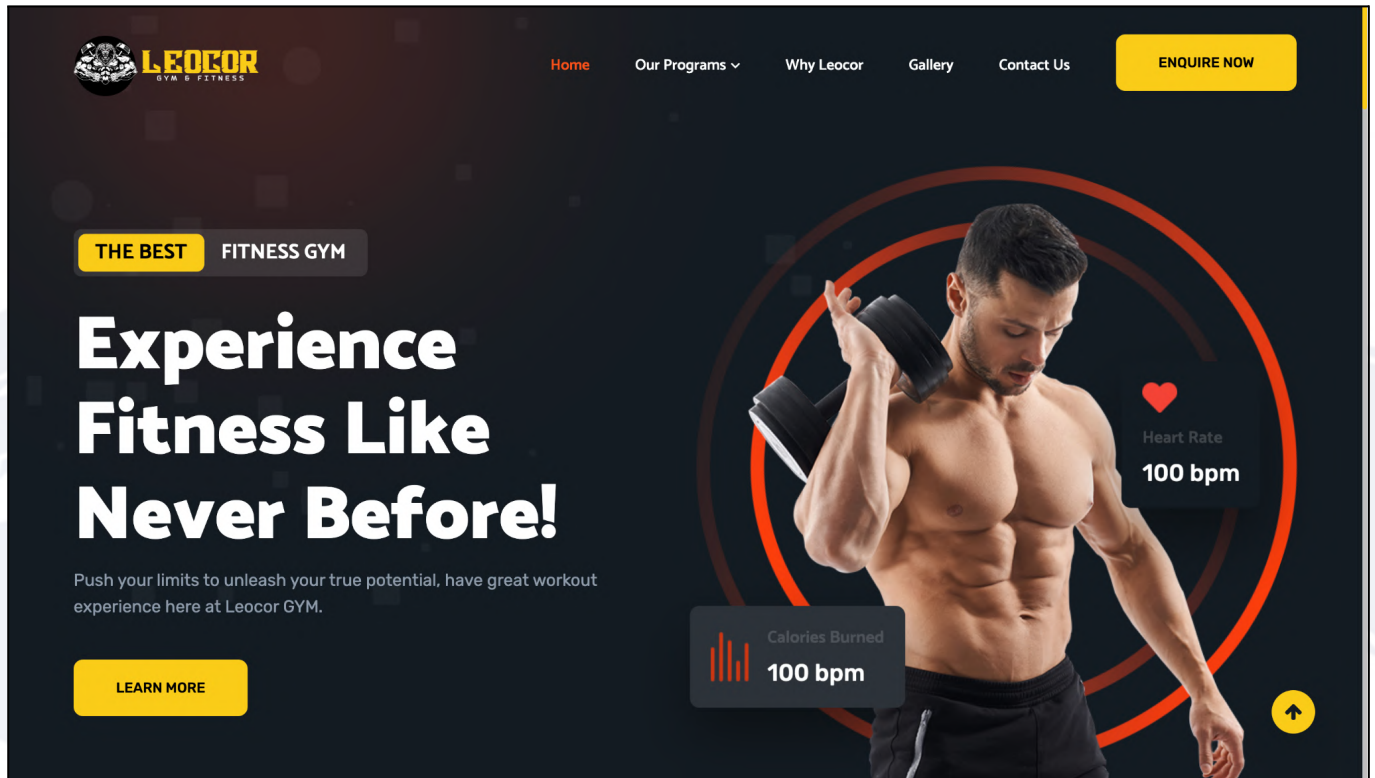 LEOCOR
GYM & FITNESS
Home
Our Programs
Why Leocor
Gallery
Contact Us
ENQUIRE NOW
THE BEST FITNESS GYM
Experience
Fitness Like
Never Before!
Push your limits to unleash your true potential, have great workout
experience here at Leocor GYM.
LEARN MORE
Heart Rate
100 bpm
Calories Burned
100 bpm